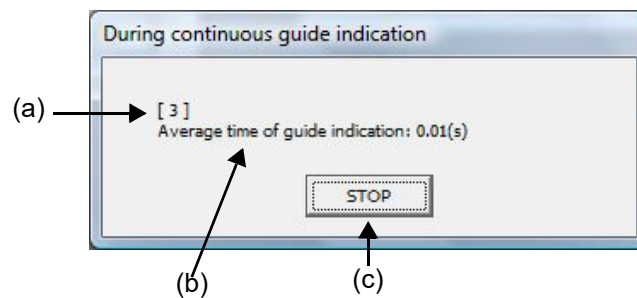 During continuous guide indication
(a)
[ 3 ]
Average time of guide indication: 0.01(s)
STOP
(b)
(c)